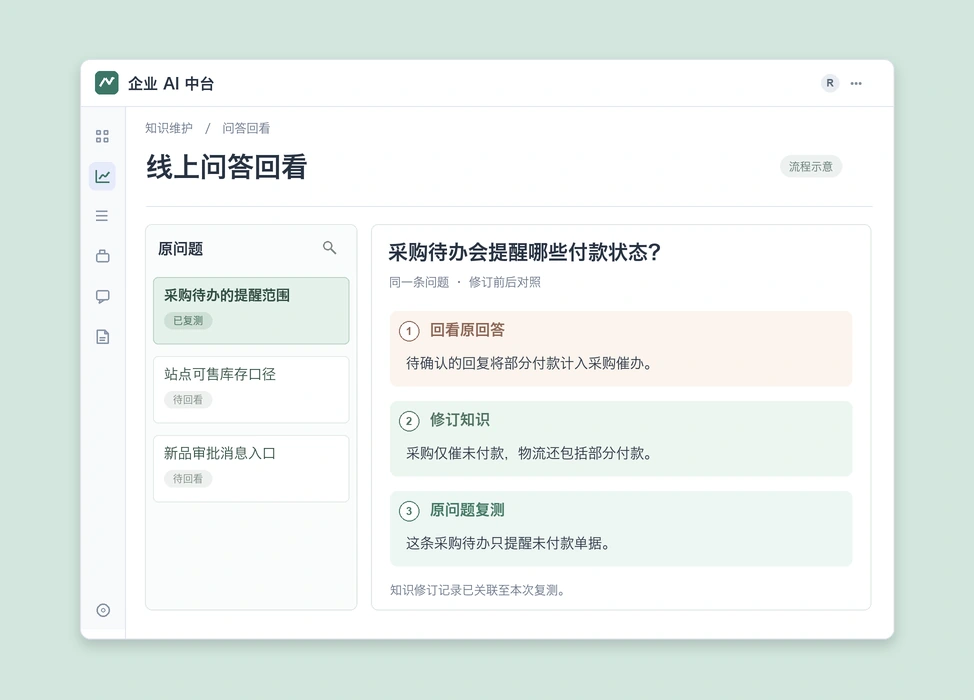 企业 AI 中台
R
知识维护 / 问答回看
线上问答回看
流程示意
原问题
采购待办的提醒范围
已复测
站点可售库存口径
待回看
新品审批消息入口
待回看
采购待办会提醒哪些付款状态?
同一条问题 · 修订前后对照
1 回看原回答
待确认的回复将部分付款计入采购催办。
2 修订知识
采购仅催未付款，物流还包括部分付款。
3 原问题复测
这条采购待办只提醒未付款单据。
知识修订记录已关联至本次复测。